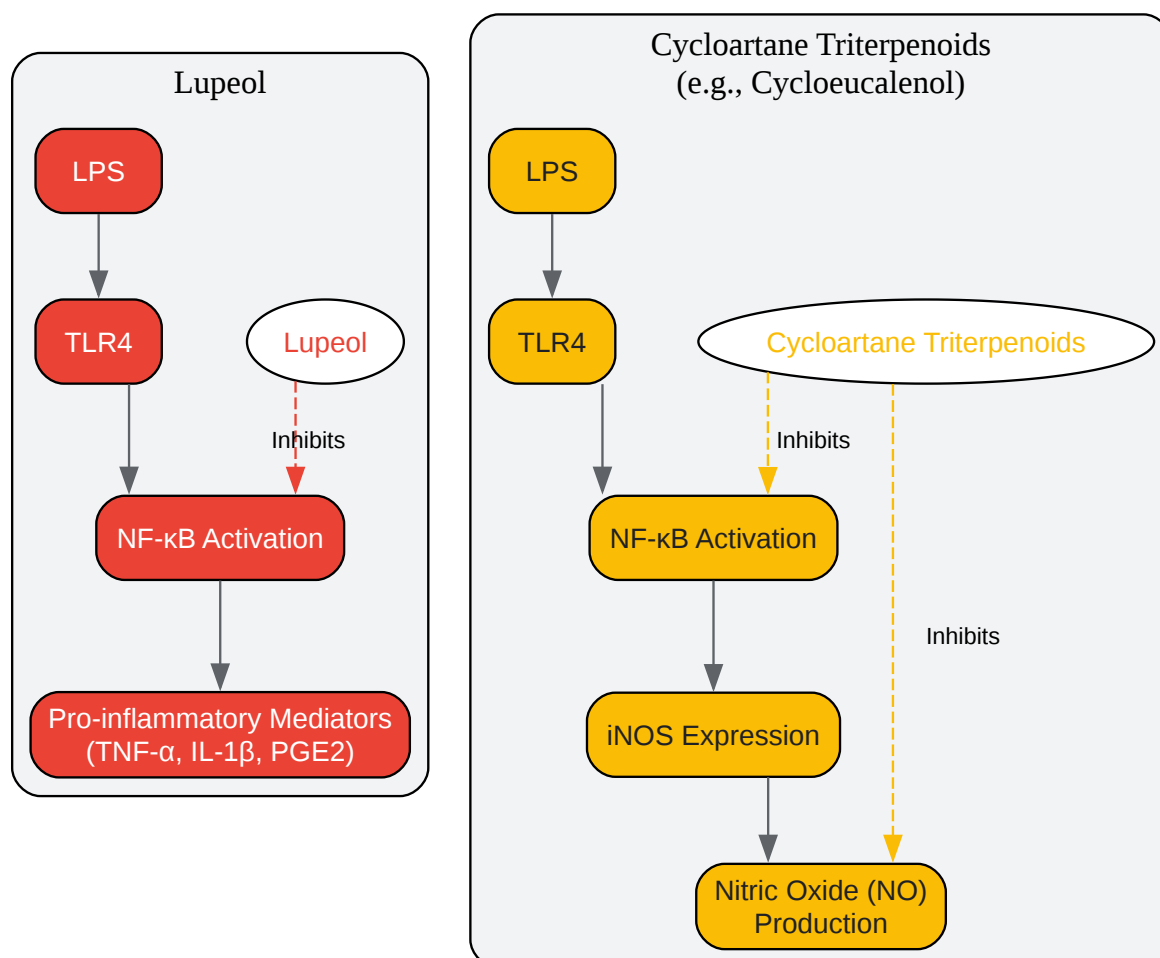 Lupeol
LPS
TLR4
Lupeol
Inhibits
NF-κB Activation
Pro-inflammatory Mediators
(TNF-α, IL-1β, PGE2)
Cycloartane Triterpenoids
(e.g., Cycloeucalenol)
LPS
TLR4
Cycloartane Triterpenoids
Inhibits
NF-κB Activation
Inhibits
iNOS Expression
Nitric Oxide (NO)
Production